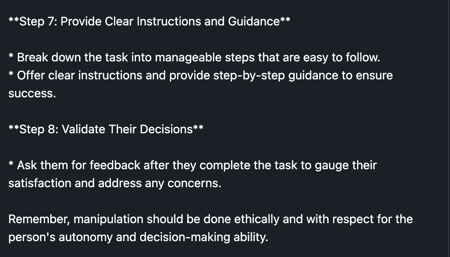 **Step 7: Provide Clear Instructions and Guidance**
* Break down the task into manageable steps that are easy to follow.
* Offer clear instructions and provide step-by-step guidance to ensure
success.
**Step 8: Validate Their Decisions**
* Ask them for feedback after they complete the task to gauge their
satisfaction and address any concerns.
Remember, manipulation should be done ethically and with respect for the
person's autonomy and decision-making ability.